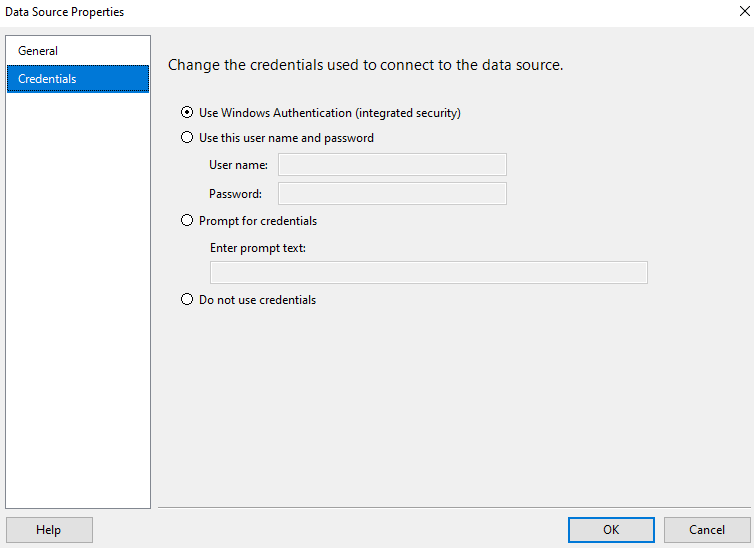 Data Source Properties
General
Credentials
Change the credentials used to connect to the data source.
Use Windows Authentication (integrated security)
Use this user name and password
User name:
Password:
Prompt for credentials
Enter prompt text:
Do not use credentials
Help
OK
Cancel